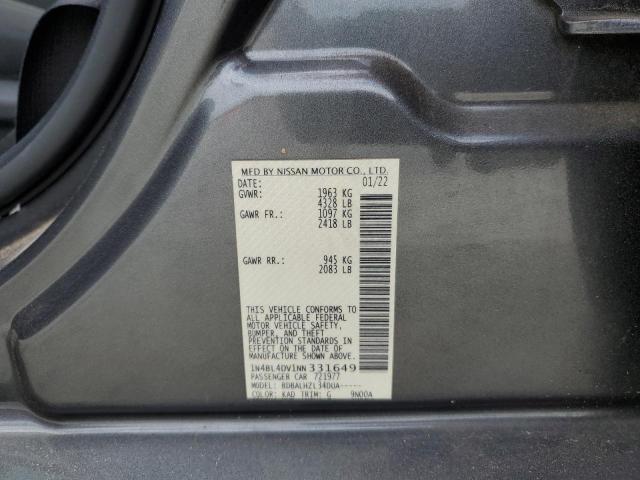 MFD BY NISSAN MOTOR CO., LTD.
DATE: 01/22
GVWR: 1963 KG
4328 LB
GAWR FR.: 1097 KG
2418 LB
GAWR RR.: 945 KG
2083 LB
THIS VEHICLE CONFORMS TO
ALL APPLICABLE FEDERAL
MOTOR VEHICLE SAFETY,
BUMPER, AND THEFT
PREVENTION STANDARDS IN
EFFECT ON THE DATE OF
MANUFACTURE SHOWN ABOVE.
1N4BL4DV1NN331649
PASSENGER CAR 721977
MODEL: BDBALHZL34DUA-----
COLOR: KAD TRIM: G 9N00A